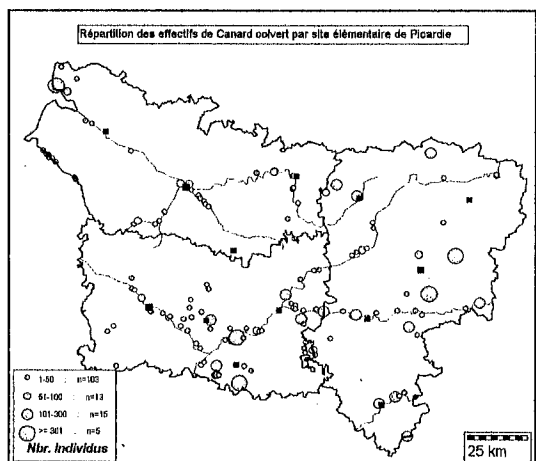 Répartition des effectifs de Canard colvert par site élémentaire de Picardie
1-50 : n=103
51-100 : n=13
101-300 : n=15
>= 301 : n=5
Nbr. Individus
25 km